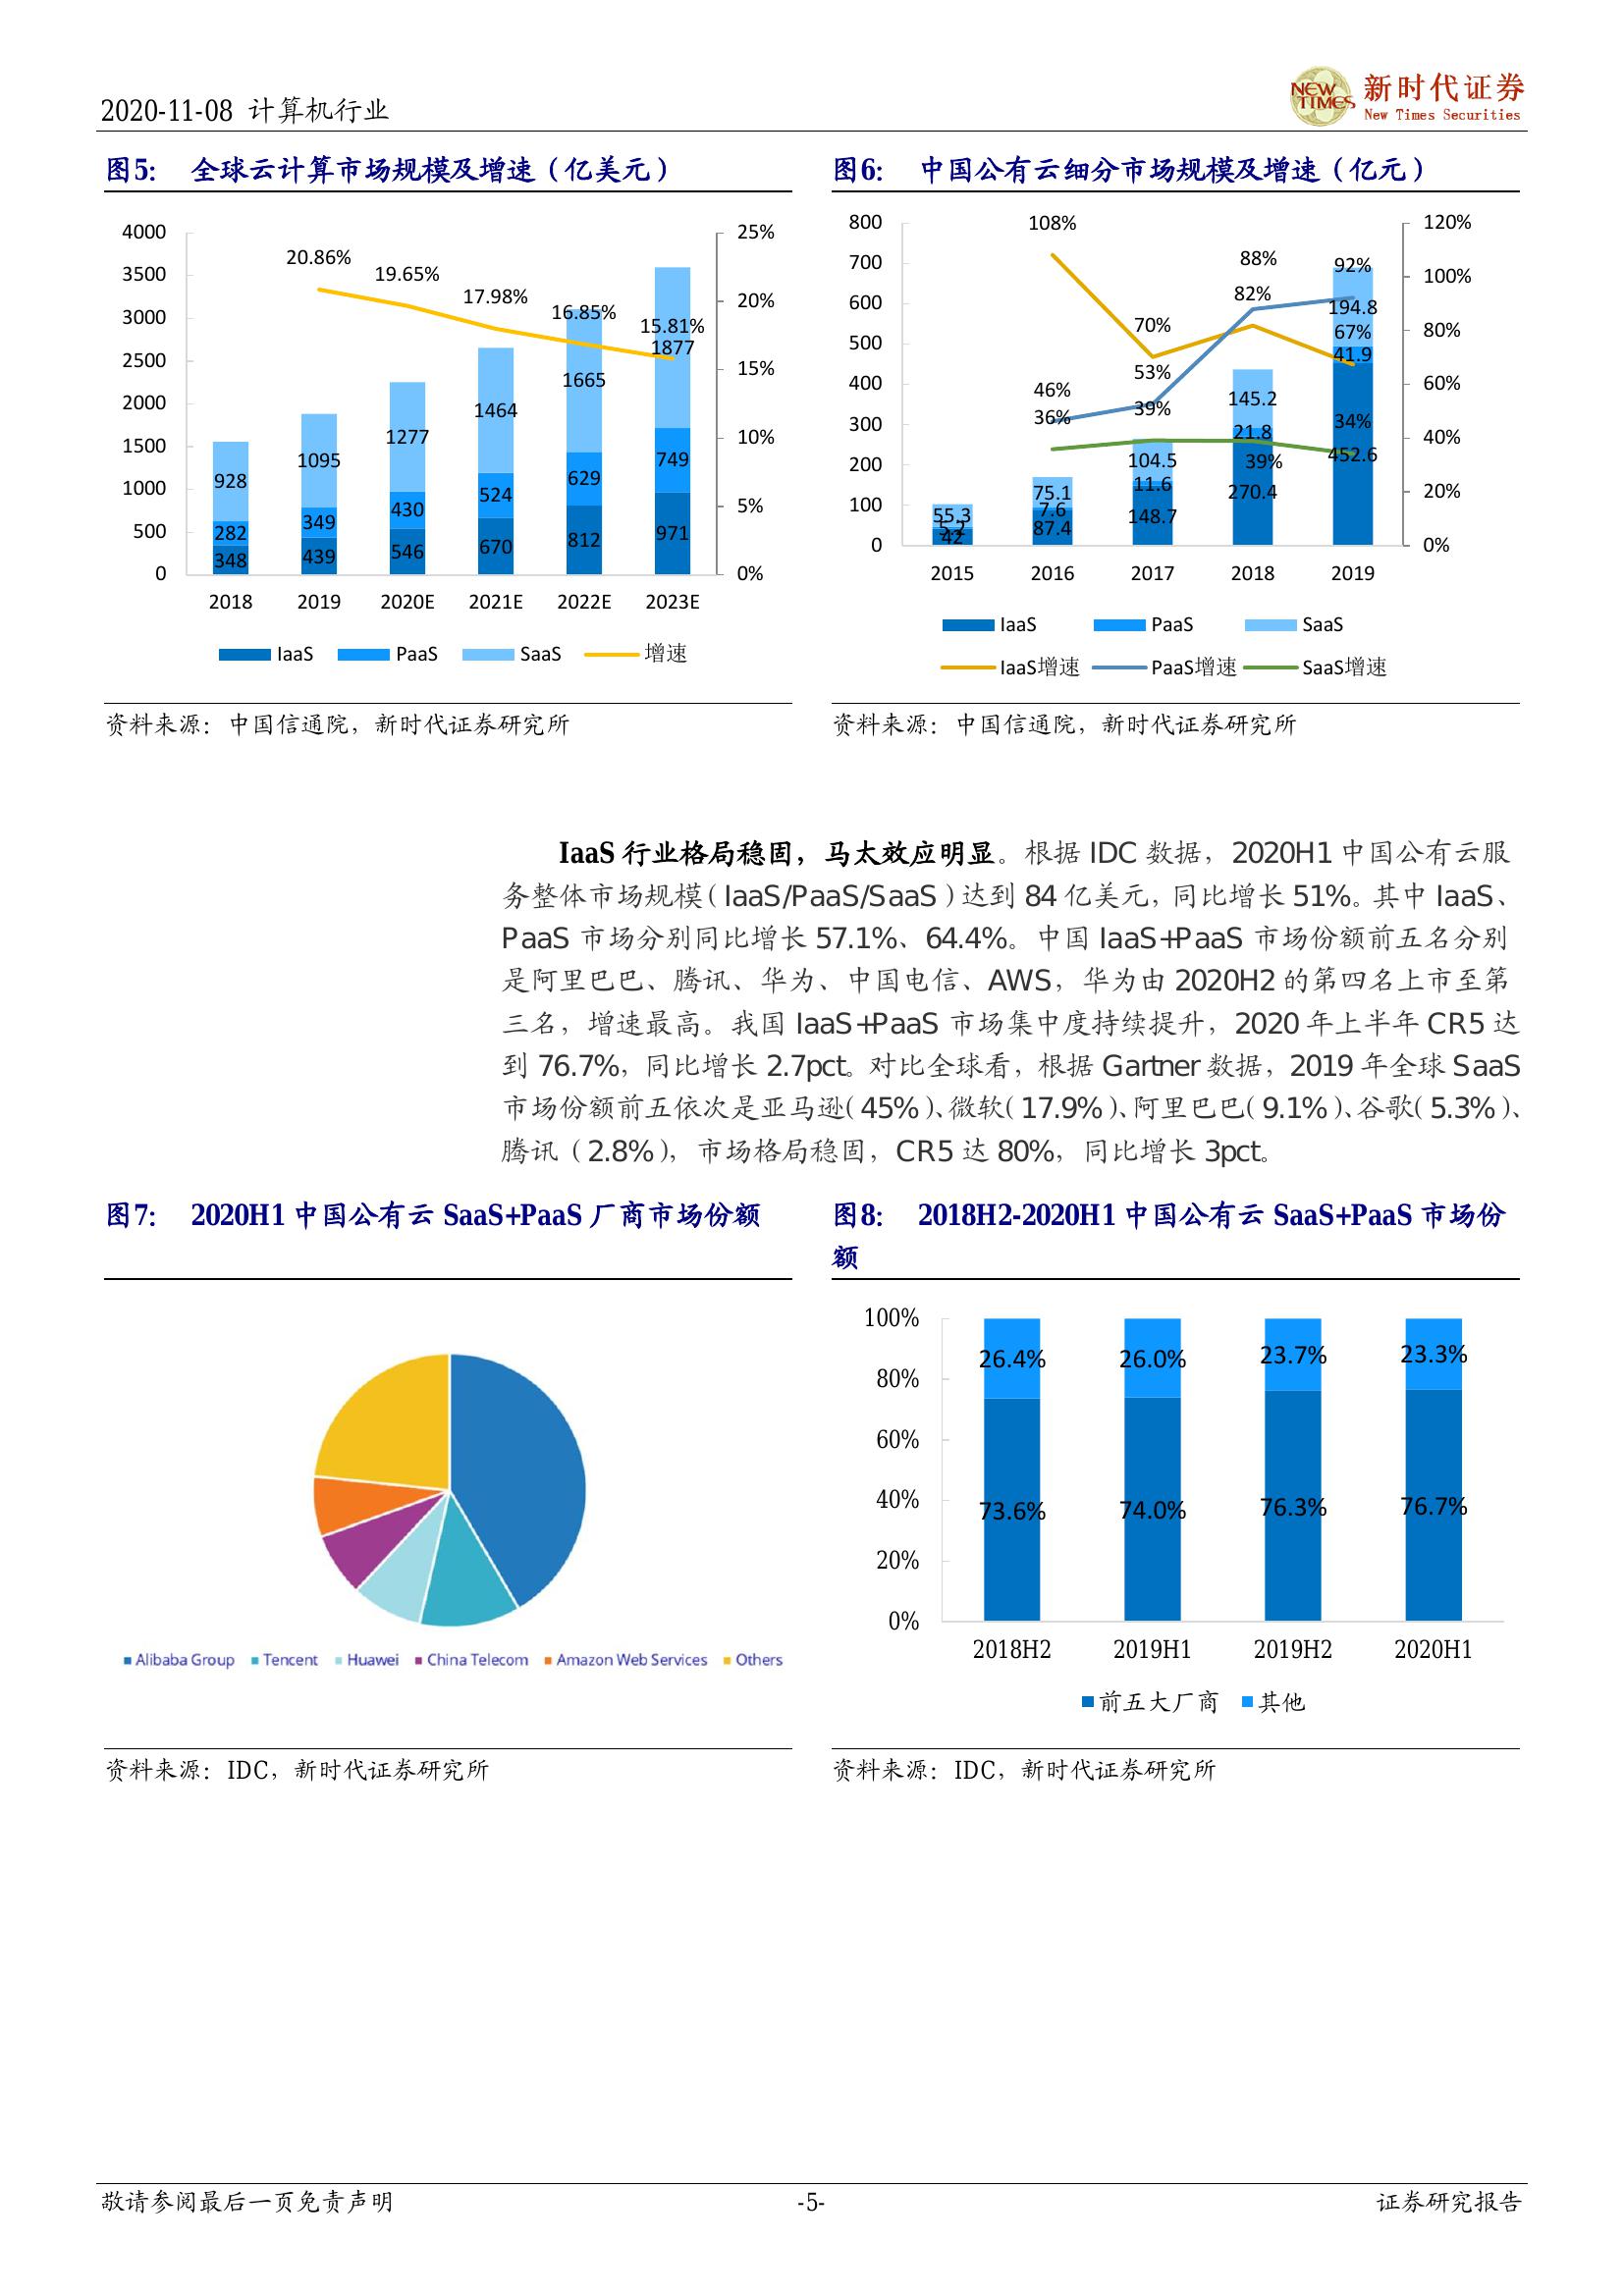 2020-11-08 计算机行业
NEW TIMES 新时代证券
New Times Securities
图5: 全球云计算市场规模及增速（亿美元）
4000
3500
3000
2500
2000
1500
1000
500
0
25%
20%
15%
10%
5%
0%
20.86%
19.65%
17.98%
16.85%
15.81%
928 1095 1277 1464 1665 1877
282 349 430 524 629 749
348 439 546 670 812 971
2018 2019 2020E 2021E 2022E 2023E
IaaS PaaS SaaS 增速
资料来源：中国信通院，新时代证券研究所
图6: 中国公有云细分市场规模及增速（亿元）
800
700
600
500
400
300
200
100
0
120%
100%
80%
60%
40%
20%
0%
108% 70% 82% 67%
46% 53% 88% 92%
36% 39% 39% 34%
55.3 75.1 104.5 145.2 194.8
5.2 7.6 11.6 21.8 41.9
42 87.4 148.7 270.4 452.6
2015 2016 2017 2018 2019
IaaS PaaS SaaS
IaaS增速 PaaS增速 SaaS增速
资料来源：中国信通院，新时代证券研究所
IaaS 行业格局稳固，马太效应明显。根据 IDC 数据，2020H1 中国公有云服
务整体市场规模（IaaS/PaaS/SaaS）达到 84 亿美元，同比增长 51%。其中 IaaS、
PaaS 市场分别同比增长 57.1%、64.4%。中国 IaaS+PaaS 市场份额前五名分别
是阿里巴巴、腾讯、华为、中国电信、AWS，华为由 2020H2 的第四名上市至第
三名，增速最高。我国 IaaS+PaaS 市场集中度持续提升，2020 年上半年 CR5 达
到 76.7%，同比增长 2.7pct。对比全球看，根据 Gartner 数据，2019 年全球 SaaS
市场份额前五依次是亚马逊（45%）、微软（17.9%）、阿里巴巴（9.1%）、谷歌（5.3%）、
腾讯（2.8%），市场格局稳固，CR5 达 80%，同比增长 3pct。
图7: 2020H1 中国公有云 SaaS+PaaS 厂商市场份额
Alibaba Group Tencent Huawei China Telecom Amazon Web Services Others
资料来源：IDC，新时代证券研究所
图8: 2018H2-2020H1 中国公有云 SaaS+PaaS 市场份
额
100%
80%
60%
40%
20%
0%
26.4% 26.0% 23.7% 23.3%
73.6% 74.0% 76.3% 76.7%
2018H2 2019H1 2019H2 2020H1
前五大厂商 其他
资料来源：IDC，新时代证券研究所
敬请参阅最后一页免责声明
-5-
证券研究报告